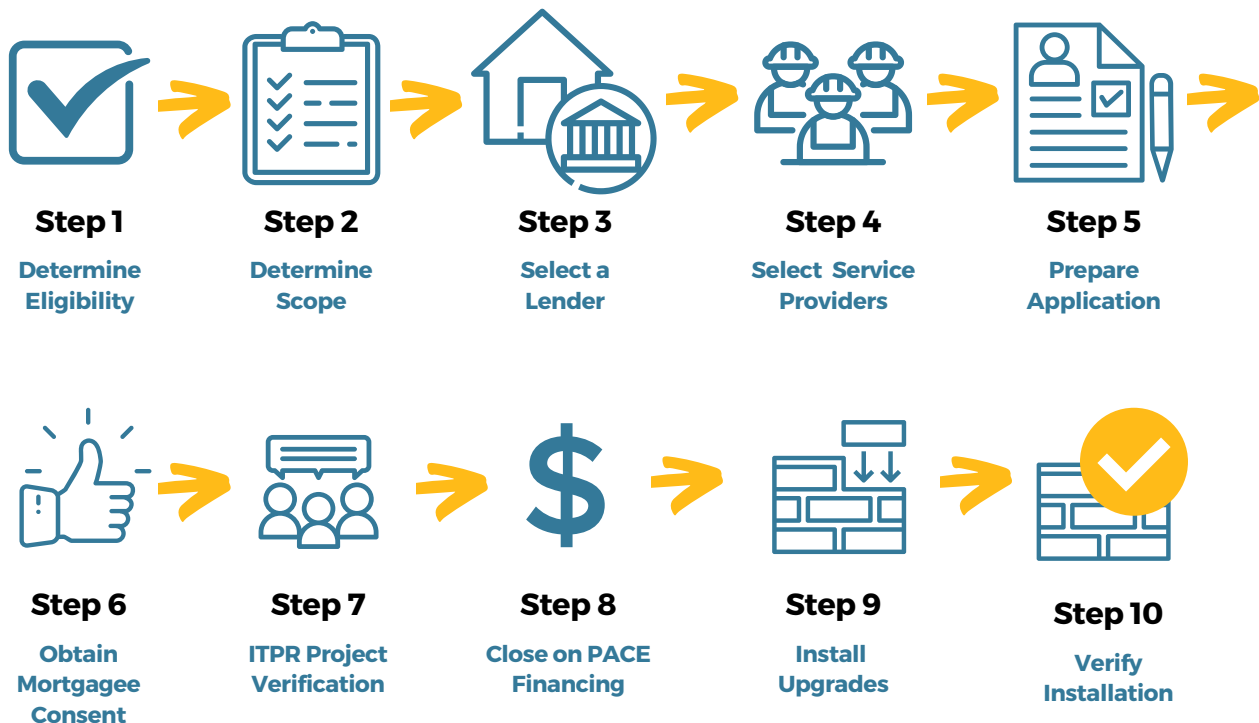 Step 1
Determine
Eligibility
Step 2
Determine
Scope
Step 3
Select a
Lender
Step 4
Select Service
Providers
Step 5
Prepare
Application
Step 6
Obtain
Mortgagee
Consent
Step 7
ITPR Project
Verification
Step 8
Close on PACE
Financing
Step 9
Install
Upgrades
Step 10
Verify
Installation